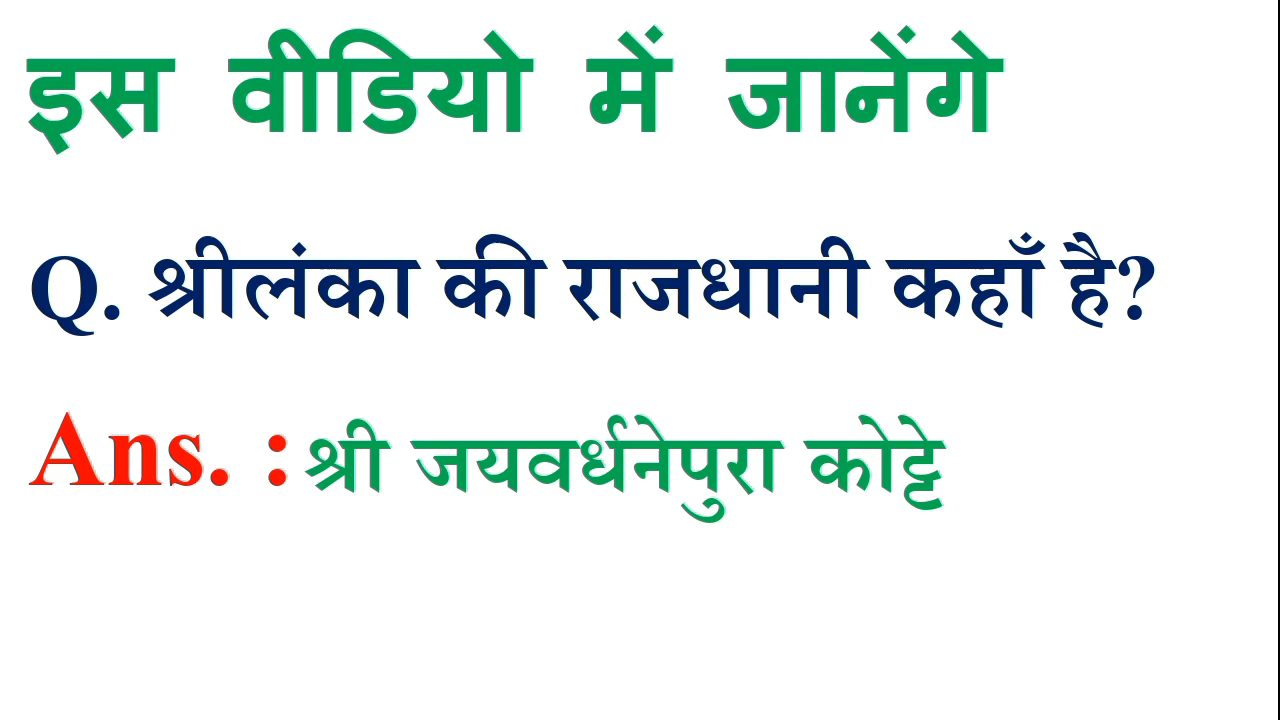 इस वीडियो में जानेंगे
Q. श्रीलंका की राजधानी कहाँ है?
Ans. : श्री जयवर्धनेपुरा कोट्टे